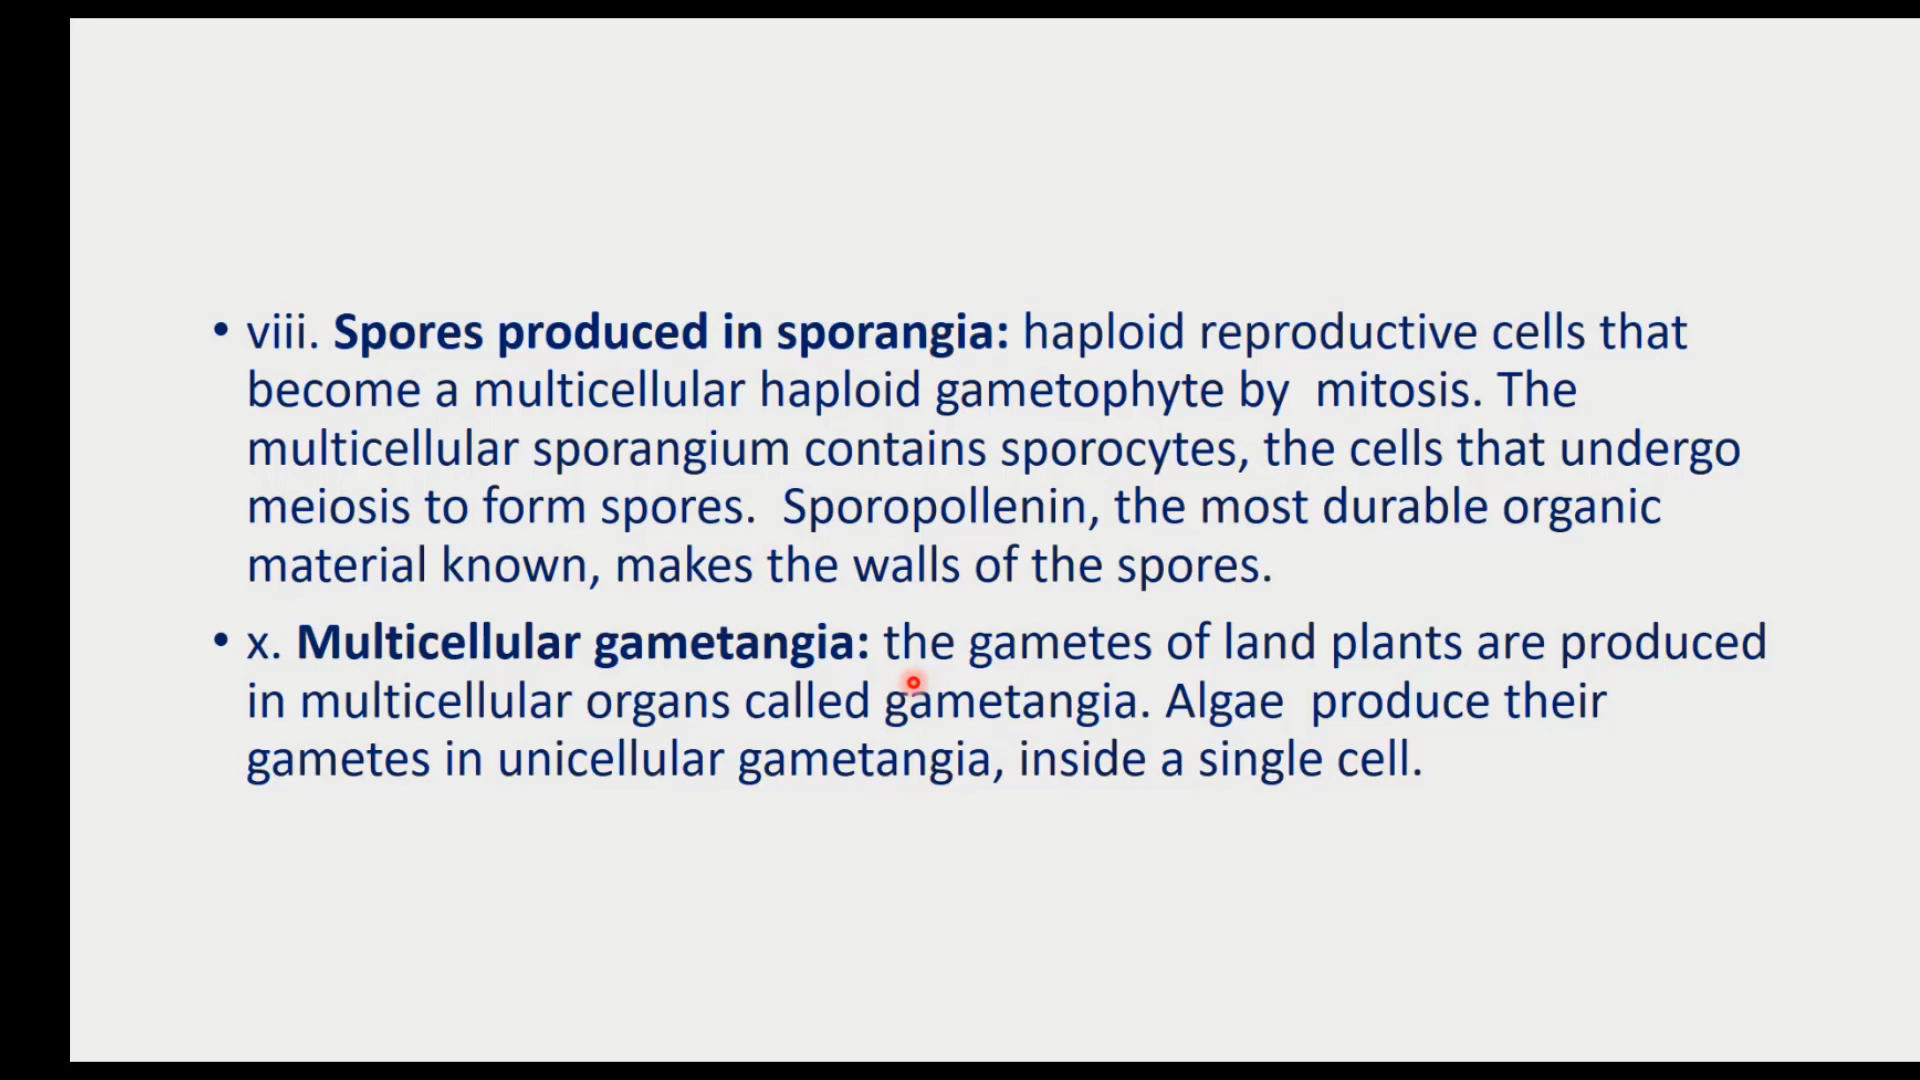 • viii. Spores produced in sporangia: haploid reproductive cells that
become a multicellular haploid gametophyte by  mitosis. The
multicellular sporangium contains sporocytes, the cells that undergo
meiosis to form spores.  Sporopollenin, the most durable organic
material known, makes the walls of the spores.
• x. Multicellular gametangia: the gametes of land plants are produced
in multicellular organs called gametangia. Algae  produce their
gametes in unicellular gametangia, inside a single cell.